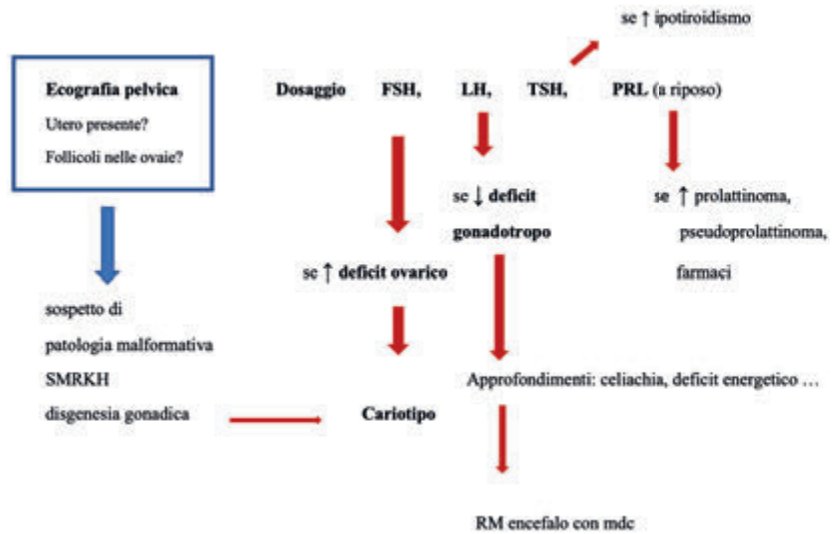 se ↑ ipotiroidismo
Ecografia pelvica
Utero presente?
Follicoli nelle ovaie?
Dosaggio FSH, LH, TSH, PRL (a riposo)
se ↓ deficit
gonadotropo
se ↑ prolattinoma,
pseudoprolattinoma,
farmaci
se ↑ deficit ovarico
sospetto di
patologia malformativa
SMRKH
disgenesia gonadica
Cariotipo
Approfondimenti: celiachia, deficit energetico ...
RM encefalo con mdc